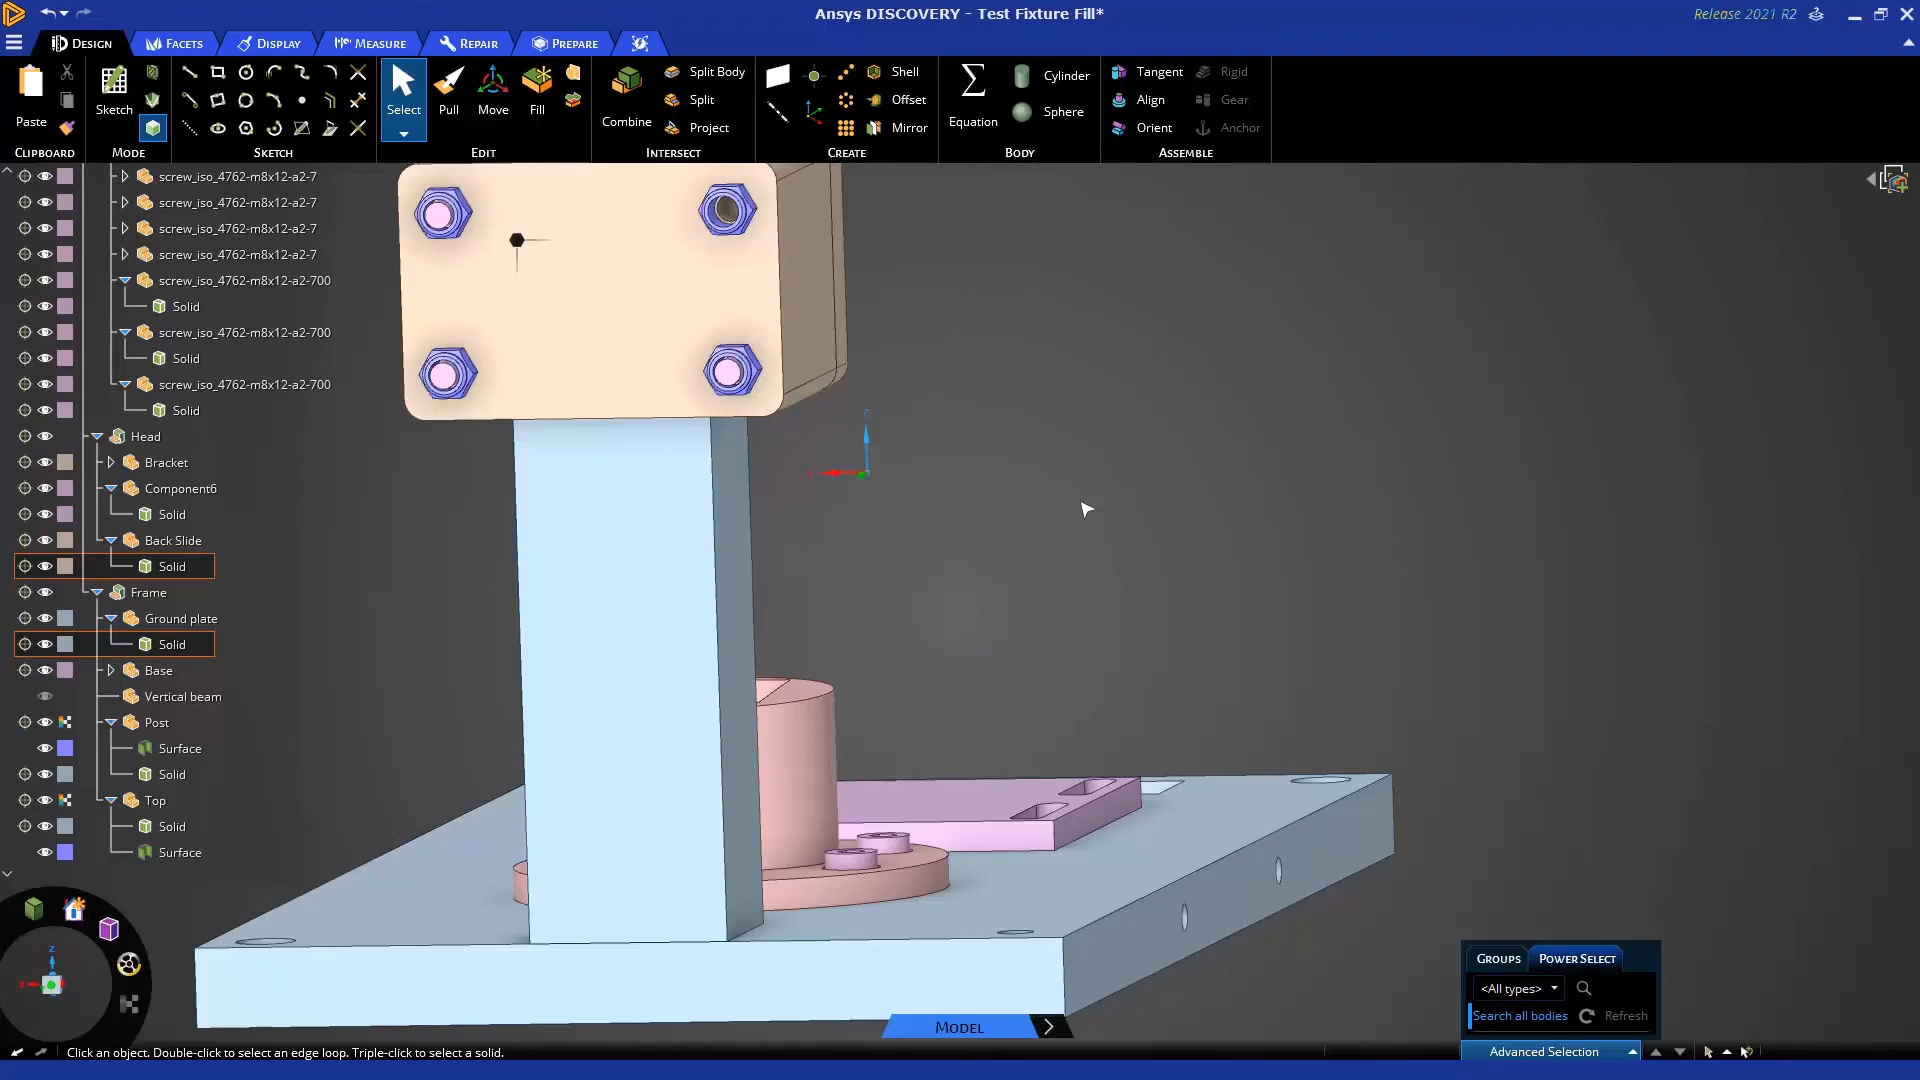 Ansys DISCOVERY - Test Fixture Fill*
Release 2021 R2
DESIGN
FACETS
DISPLAY
MEASURE
REPAIR
PREPARE
Paste
Sketch
Select
Pull
Move
Fill
Combine
Split Body
Split
Project
Shell
Offset
Mirror
Equation
Cylinder
Sphere
Tangent
Align
Orient
Rigid
Gear
Anchor
CLIPBOARD
MODE
SKETCH
EDIT
INTERSECT
CREATE
BODY
ASSEMBLE
screw_iso_4762-m8x12-a2-7
screw_iso_4762-m8x12-a2-7
screw_iso_4762-m8x12-a2-7
screw_iso_4762-m8x12-a2-7
screw_iso_4762-m8x12-a2-700
Solid
screw_iso_4762-m8x12-a2-700
Solid
screw_iso_4762-m8x12-a2-700
Solid
Head
Bracket
Component6
Solid
Back Slide
Solid
Frame
Ground plate
Solid
Base
Vertical beam
Post
Surface
Solid
Top
Solid
Surface
Z
Z
GROUPS
POWER SELECT
<All types>
Search all bodies
Refresh
MODEL
Click an object. Double-click to select an edge loop. Triple-click to select a solid.
Advanced Selection